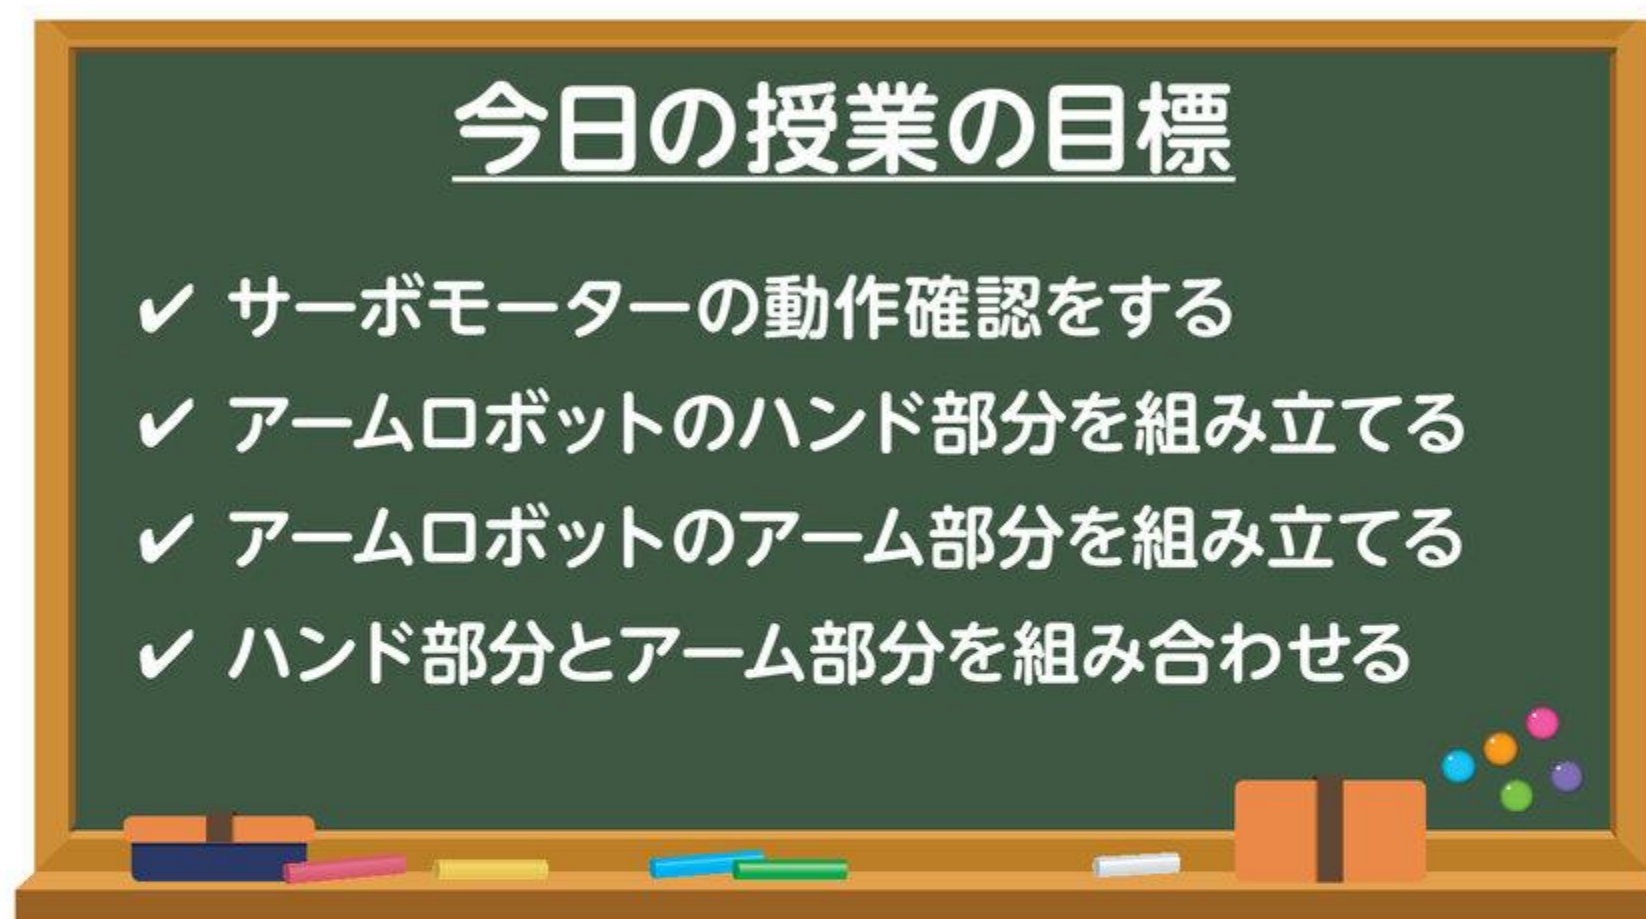 今日の授業の目標
✔ サーボモーターの動作確認をする
✔ アームロボットのハンド部分を組み立てる
✔ アームロボットのアーム部分を組み立てる
✔ ハンド部分とアーム部分を組み合わせる